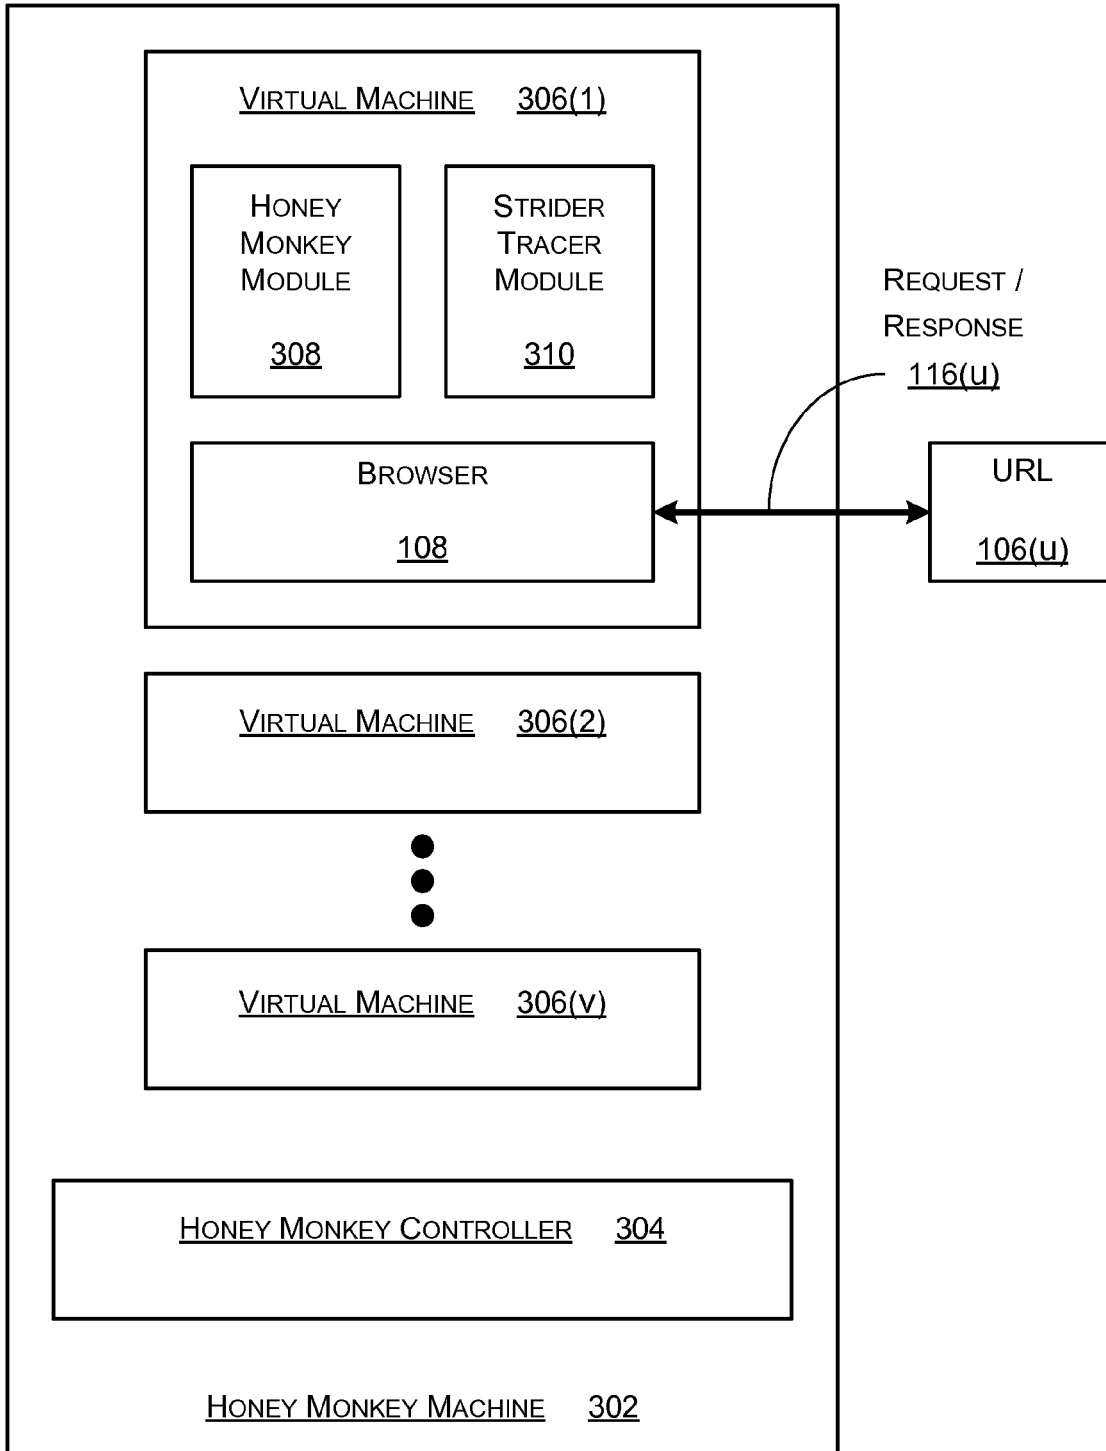 VIRTUAL MACHINE 306(1)
HONEY
MONKEY
MODULE
308
STRIDER
TRACER
MODULE
310
REQUEST /
RESPONSE
116(u)
BROWSER
108
URL
106(u)
VIRTUAL MACHINE 306(2)
VIRTUAL MACHINE 306(v)
HONEY MONKEY CONTROLLER 304
HONEY MONKEY MACHINE 302